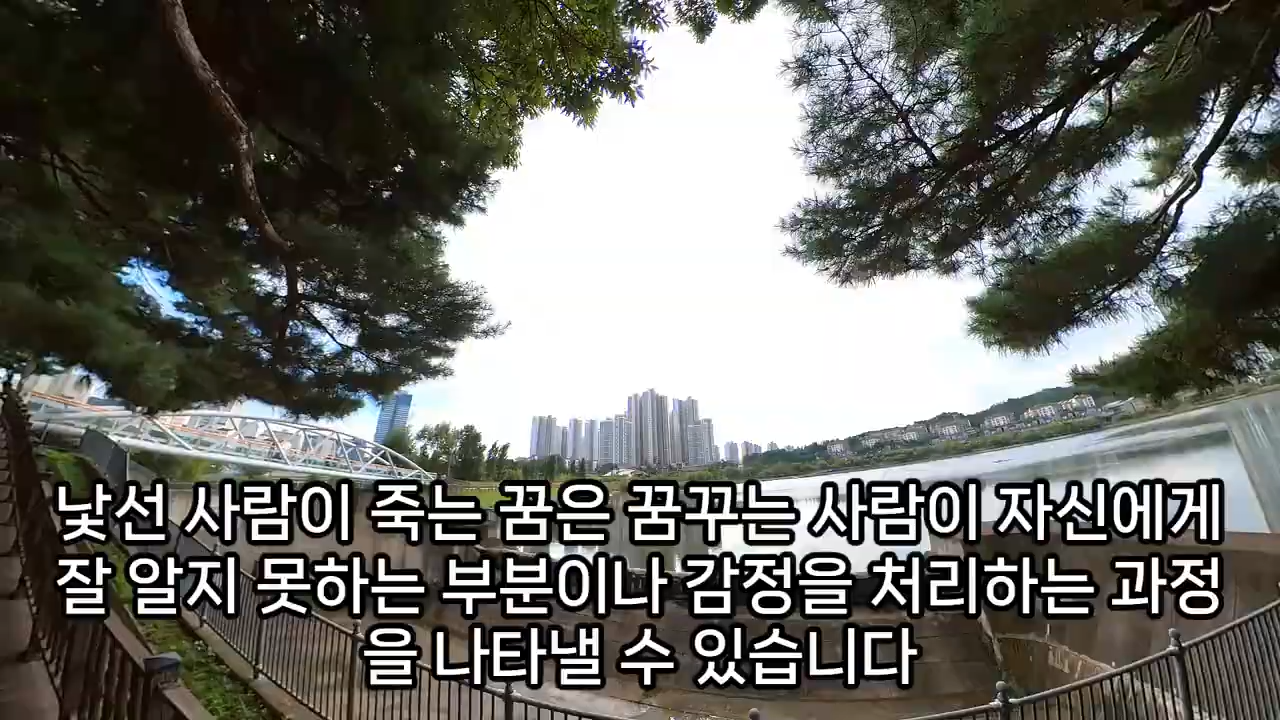 낯선 사람이 죽는 꿈은 꿈꾸는 사람이 자신에게
잘 알지 못하는 부분이나 감정을 처리하는 과정
을 나타낼 수 있습니다